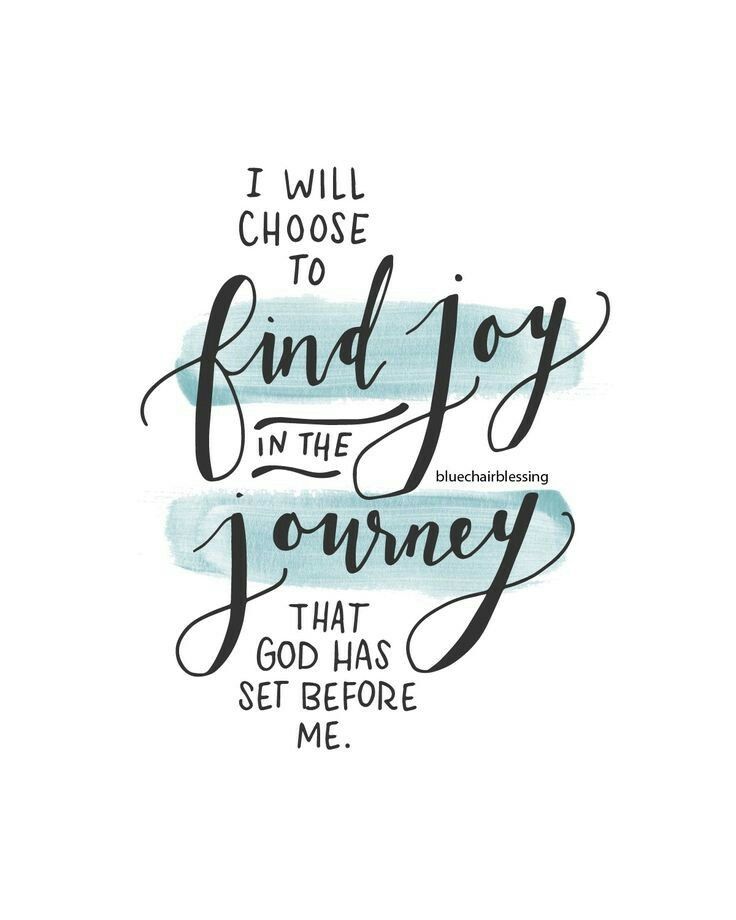 I WILL
CHOOSE
TO
find joy
IN THE
bluechairblessing
journey
THAT
GOD HAS
SET BEFORE
ME.